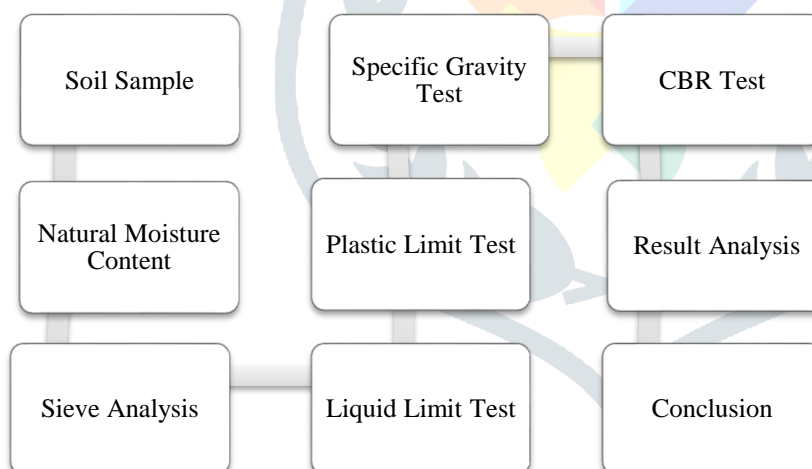 Soil Sample
Natural Moisture
Content
Sieve Analysis
Liquid Limit Test
Plastic Limit Test
Specific Gravity
Test
CBR Test
Result Analysis
Conclusion